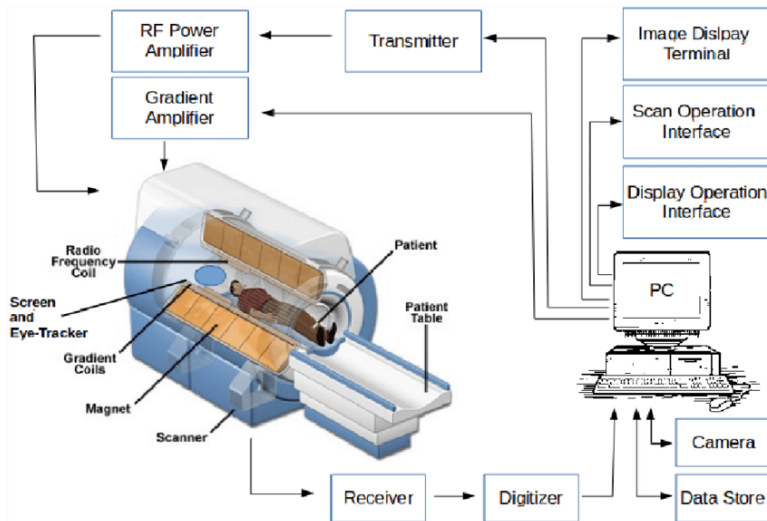 RF Power
Amplifier
Transmitter
Image Dislpay
Terminal
Gradient
Amplifier
Scan Operation
Interface
Display Operation
Interface
Radio
Frequency
Coil
Patient
Screen
and
Eye-Tracker
Patient
Table
PC
Gradient
Coils
Magnet
Scanner
Camera
Receiver
Digitizer
Data Store